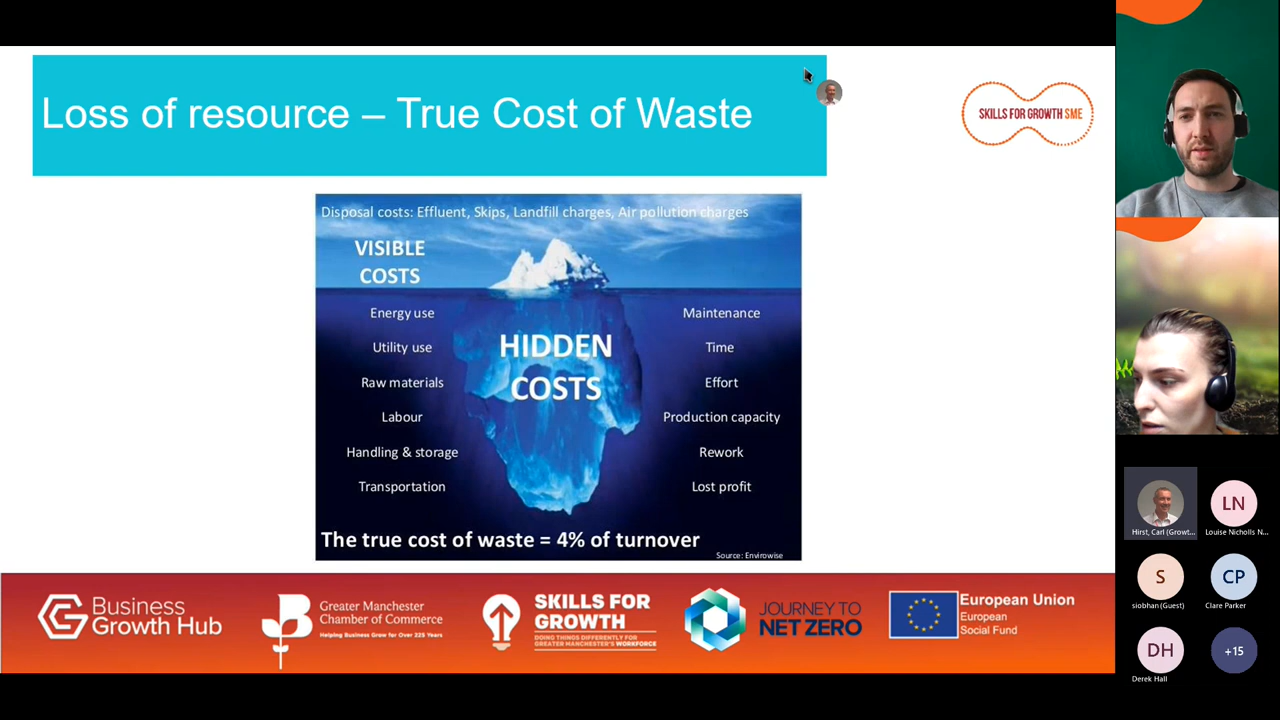 Loss of resource – True Cost of Waste
SKILLS FOR GROWTH SME
Disposal costs: Effluent, Skips, Landfill charges, Air pollution charges
VISIBLE
COSTS
Energy use
Utility use
Raw materials
Labour
Handling & storage
Transportation
HIDDEN
COSTS
Maintenance
Time
Effort
Production capacity
Rework
Lost profit
The true cost of waste = 4% of turnover
Source: Envirowise
Business
Growth Hub
Greater Manchester
Chamber of Commerce
Helping Business Grow for Over 225 Years
SKILLS FOR
GROWTH
DOING THINGS DIFFERENTLY FOR
GREATER MANCHESTER'S WORKFORCE
JOURNEY TO
NET ZERO
European Union
European
Social Fund
Hirst, Carl (Growt...
LN
Louise Nicholls N...
S
siobhan (Guest)
CP
Clare Parker
DH
Derek Hall
+15